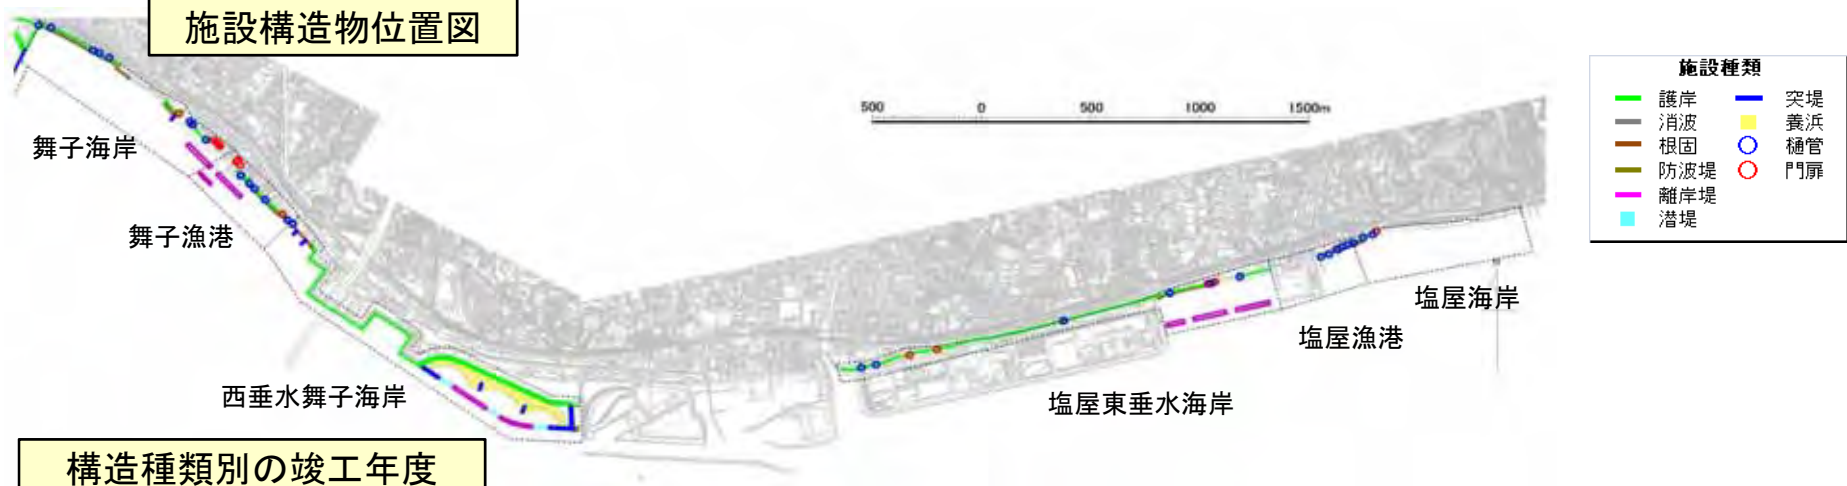 施設構造物位置図
500 0 500 1000 1500m
施設種類
護岸 突堤
消波 養浜
根固 樋管
防波堤 門扉
離岸堤
潜堤
舞子海岸
舞子漁港
西垂水舞子海岸
塩屋東垂水海岸
塩屋漁港
塩屋海岸
構造種類別の竣工年度